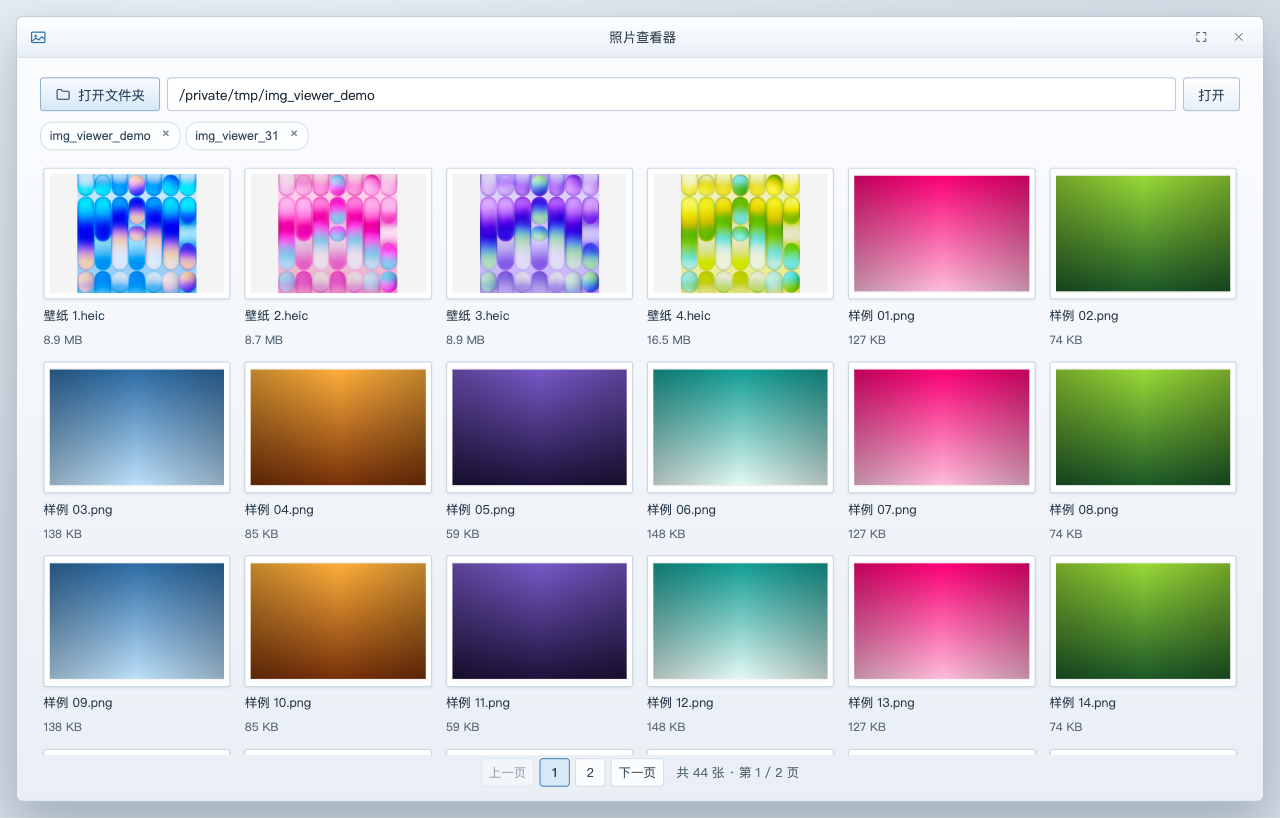 照片查看器
打开文件夹 /private/tmp/img_viewer_demo 打开
img_viewer_demo × img_viewer_31 ×
壁纸 1.heic 壁纸 2.heic 壁纸 3.heic 壁纸 4.heic 样例 01.png 样例 02.png
8.9 MB 8.7 MB 8.9 MB 16.5 MB 127 KB 74 KB
样例 03.png 样例 04.png 样例 05.png 样例 06.png 样例 07.png 样例 08.png
138 KB 85 KB 59 KB 148 KB 127 KB 74 KB
样例 09.png 样例 10.png 样例 11.png 样例 12.png 样例 13.png 样例 14.png
138 KB 85 KB 59 KB 148 KB 127 KB 74 KB
上一页 1 2 下一页 共 44 张 · 第 1 / 2 页